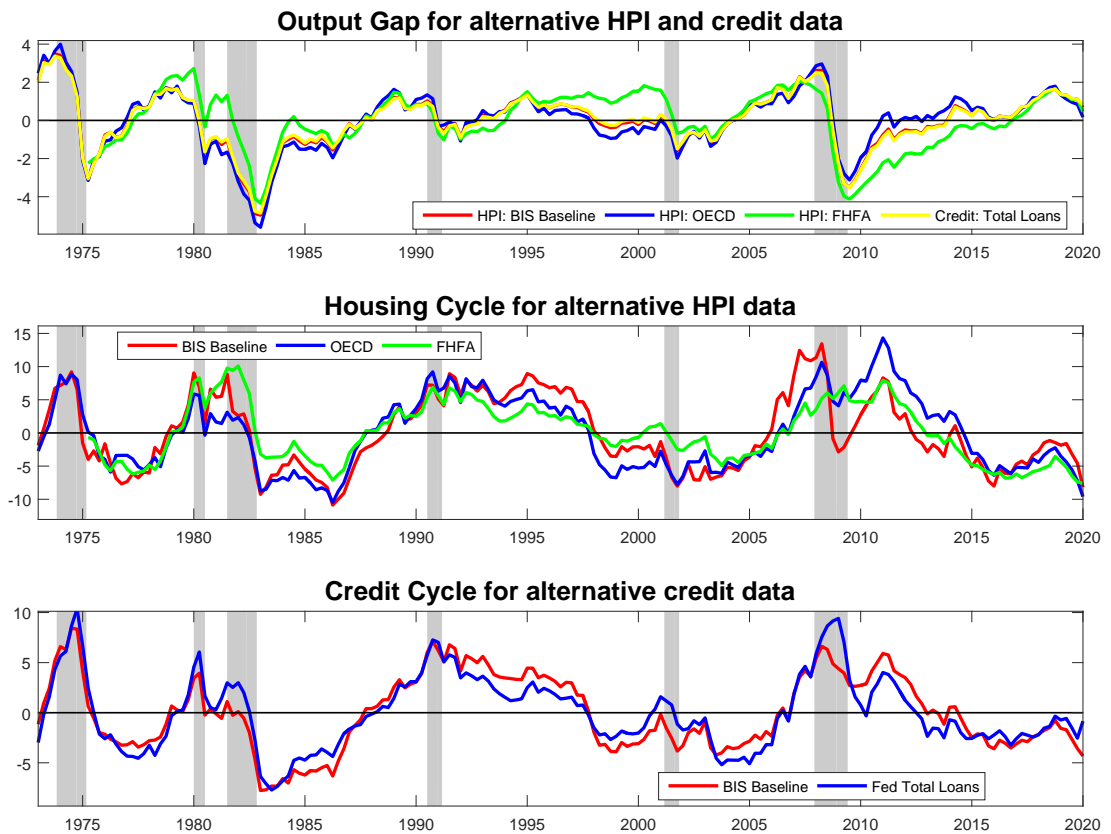 Output Gap for alternative HPI and credit data
4
2
0
-2
-4
HPI: BIS Baseline HPI: OECD HPI: FHFA Credit: Total Loans
1975 1980 1985 1990 1995 2000 2005 2010 2015 2020
Housing Cycle for alternative HPI data
15
10
5
0
-5
-10
BIS Baseline OECD FHFA
1975 1980 1985 1990 1995 2000 2005 2010 2015 2020
Credit Cycle for alternative credit data
10
5
0
-5
BIS Baseline Fed Total Loans
1975 1980 1985 1990 1995 2000 2005 2010 2015 2020